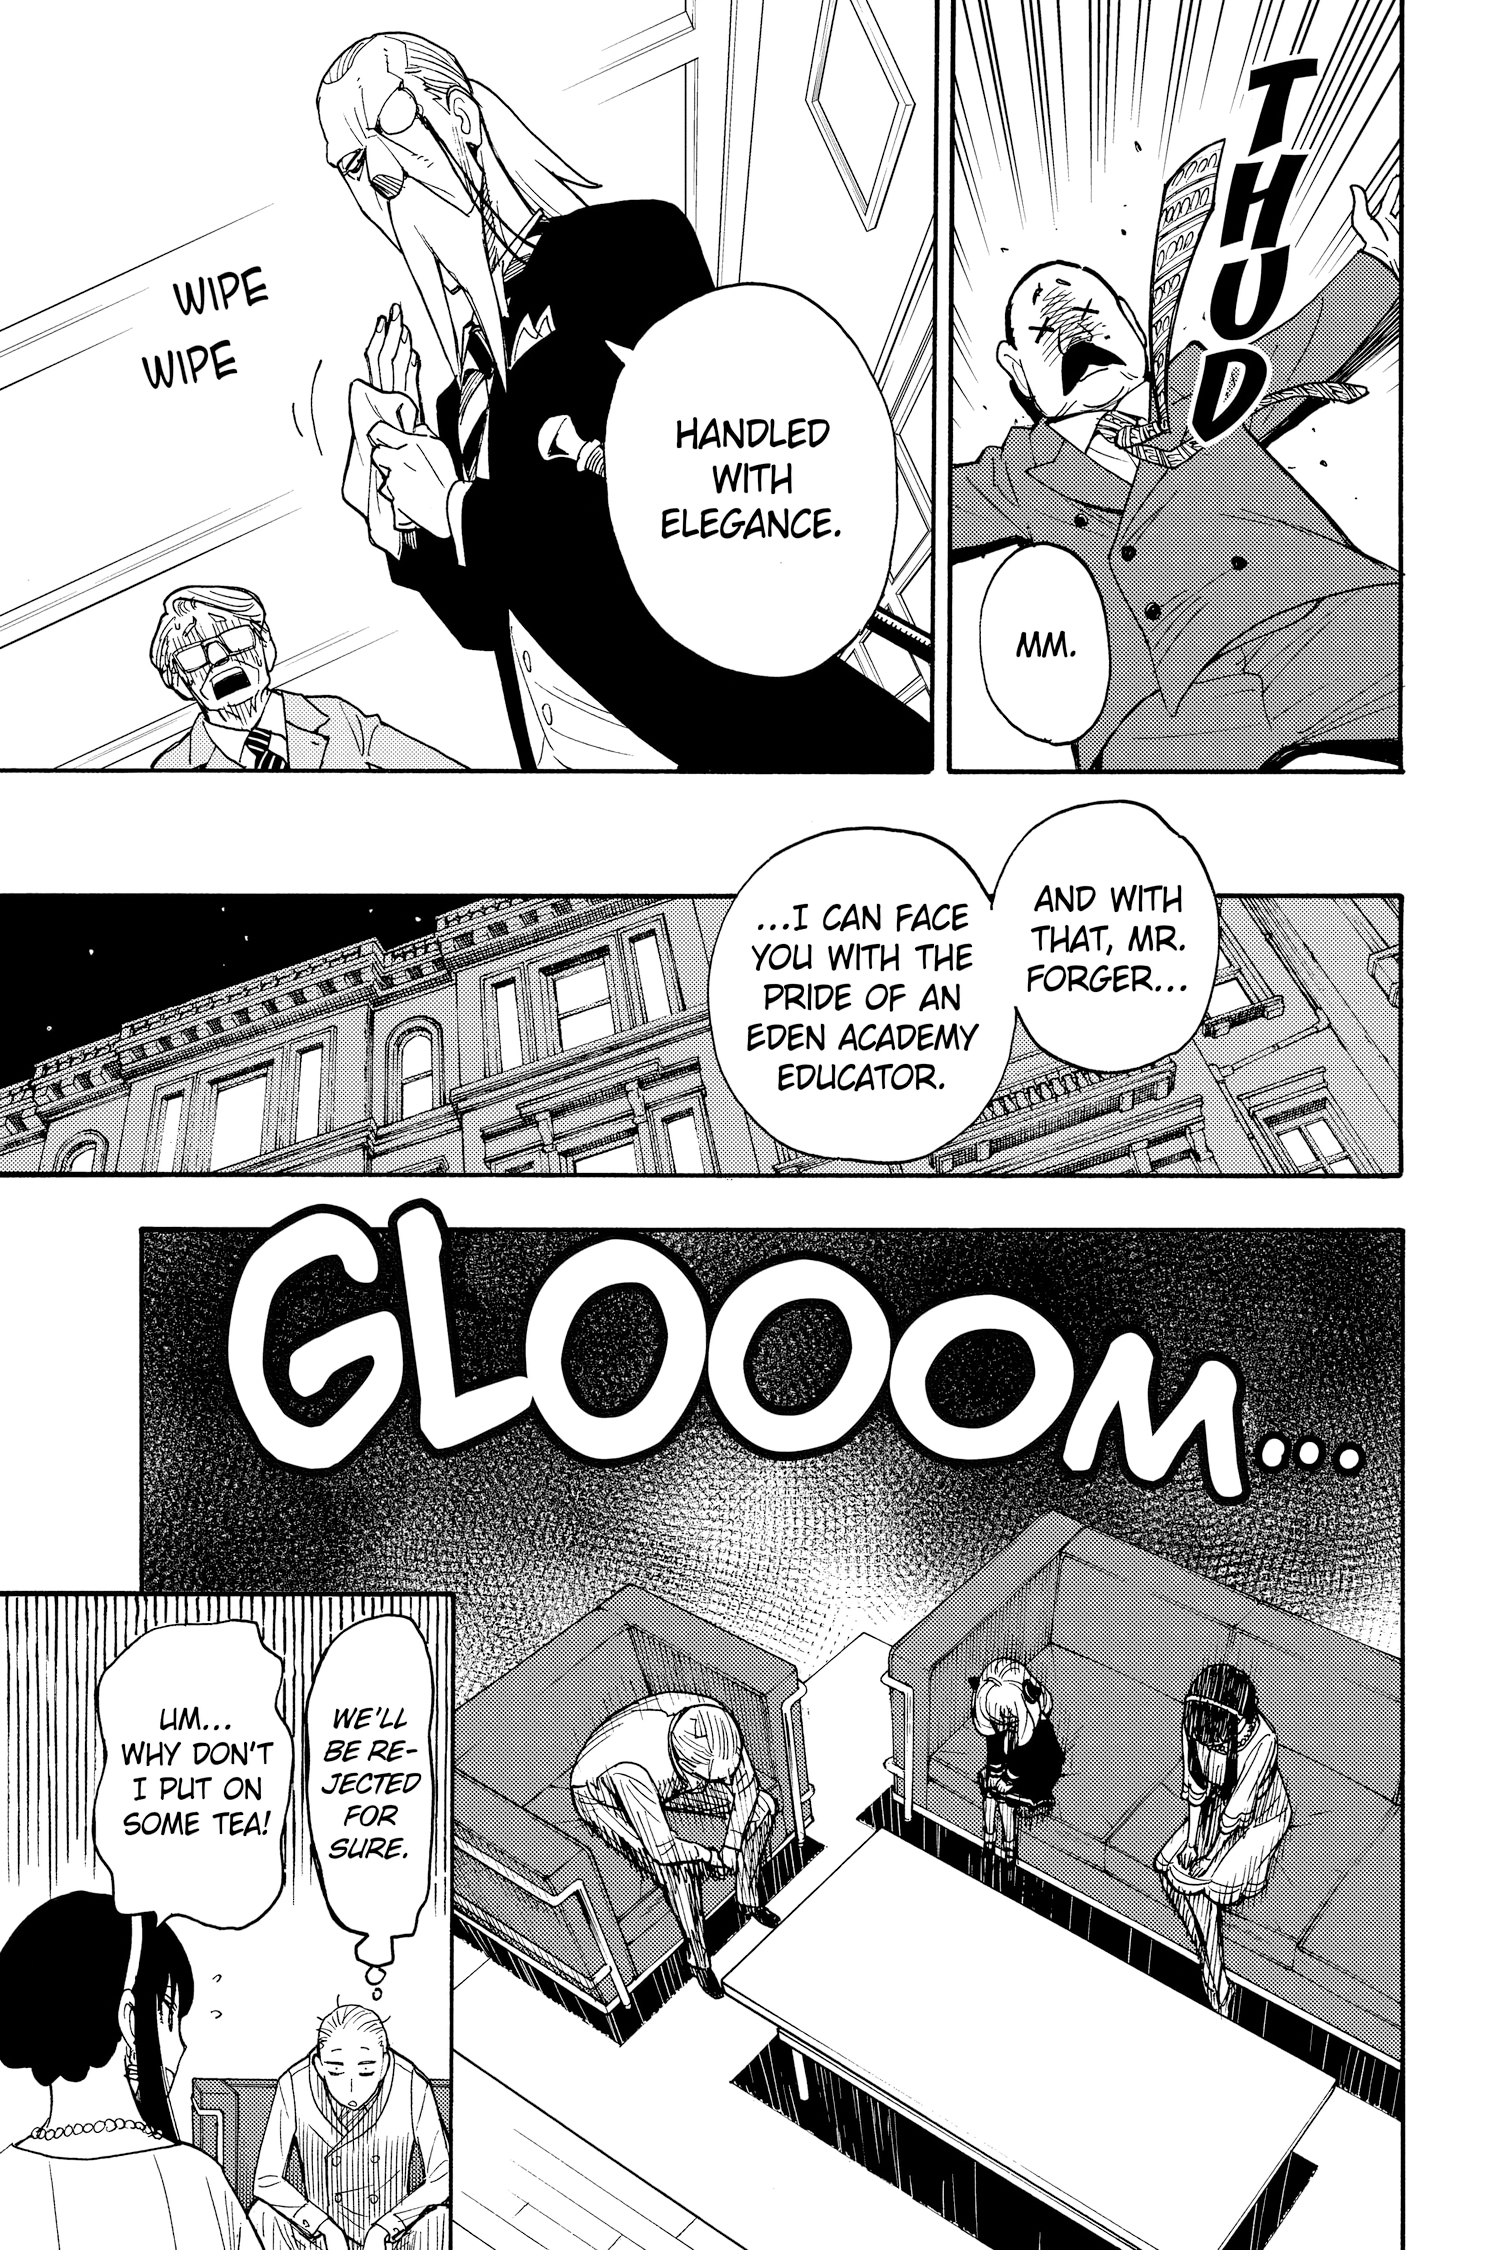 THUD
MM.
HANDLED
WITH
ELEGANCE.
WIPE
WIPE
AND WITH
THAT, MR.
FORGER...
...I CAN FACE
YOU WITH THE
PRIDE OF AN
EDEN ACADEMY
EDUCATOR.
GLOOOM...
WE'LL
BE RE-
JECTED
FOR
SURE.
UM...
WHY DON'T
I PUT ON
SOME TEA!